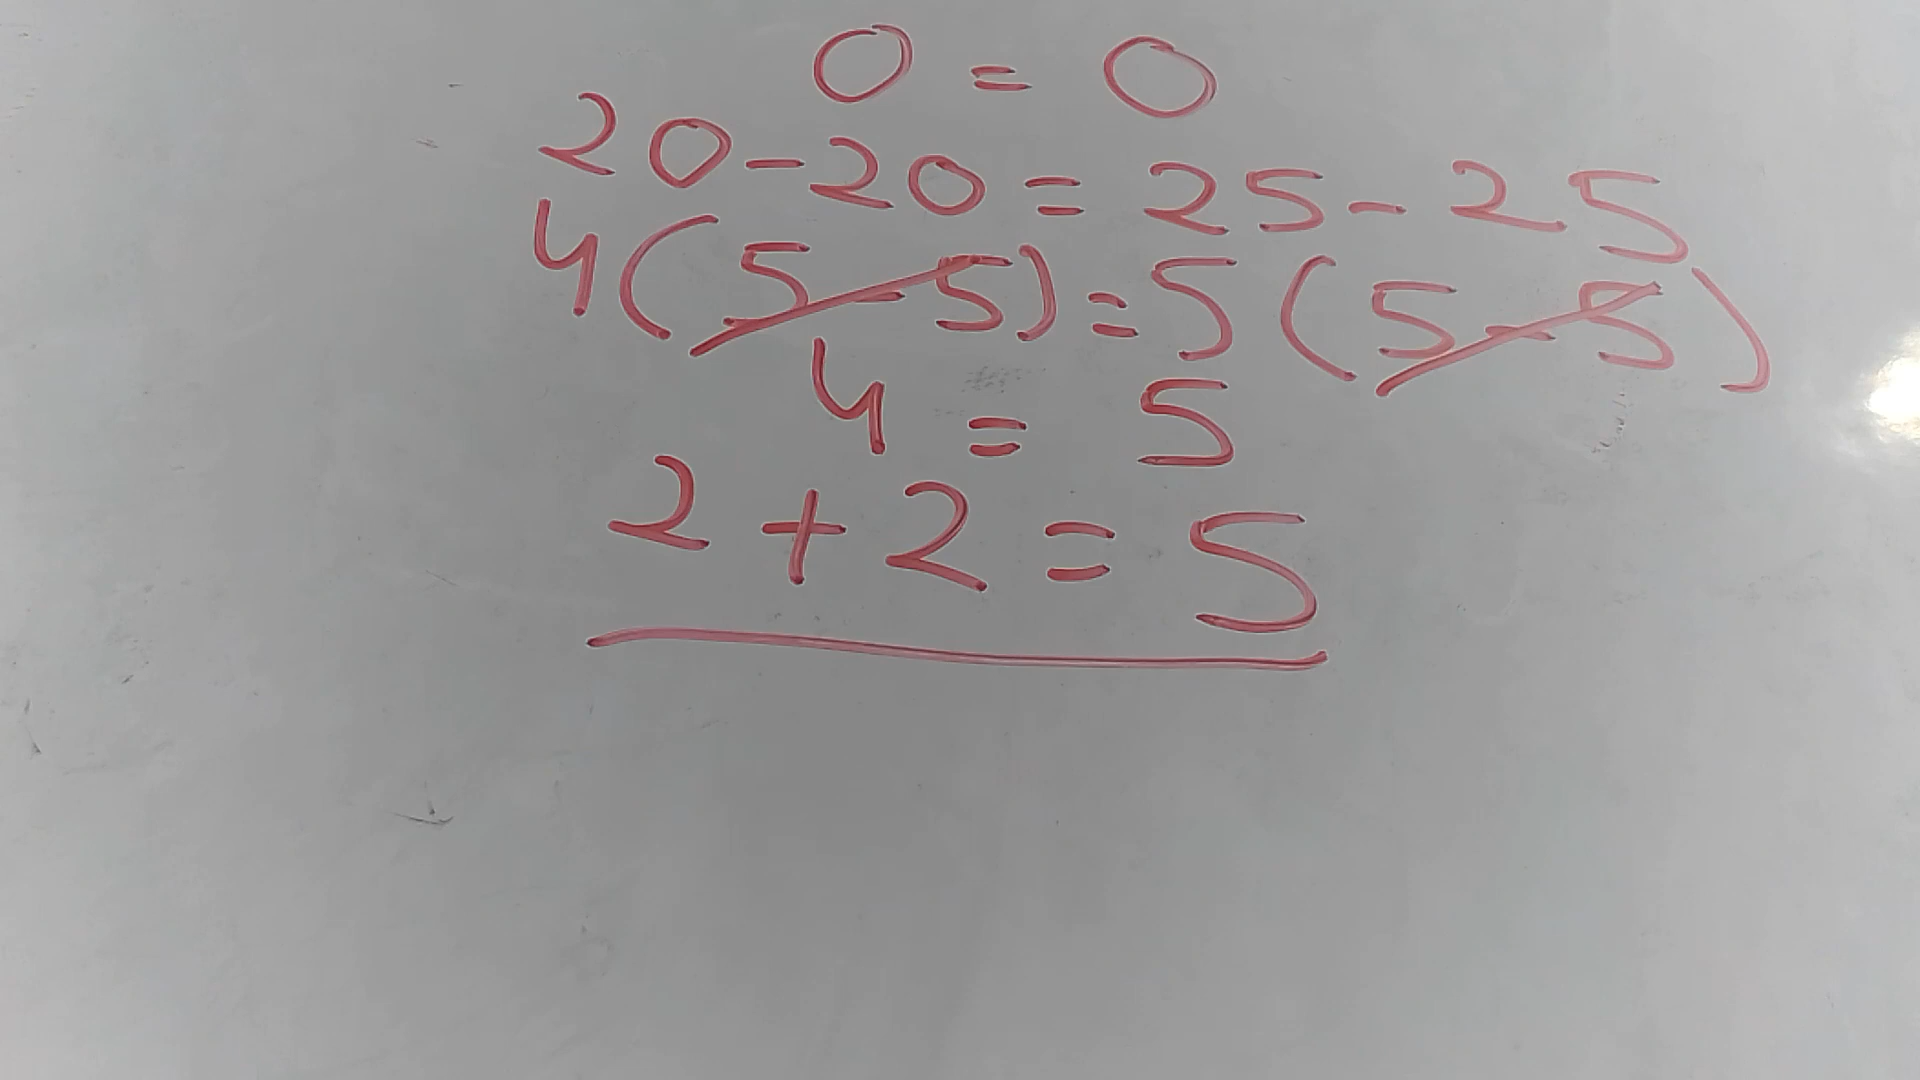 0 = 0
20-20 = 25-25
4(5-5) = 5(5-5)
4 = 5
2 + 2 = 5